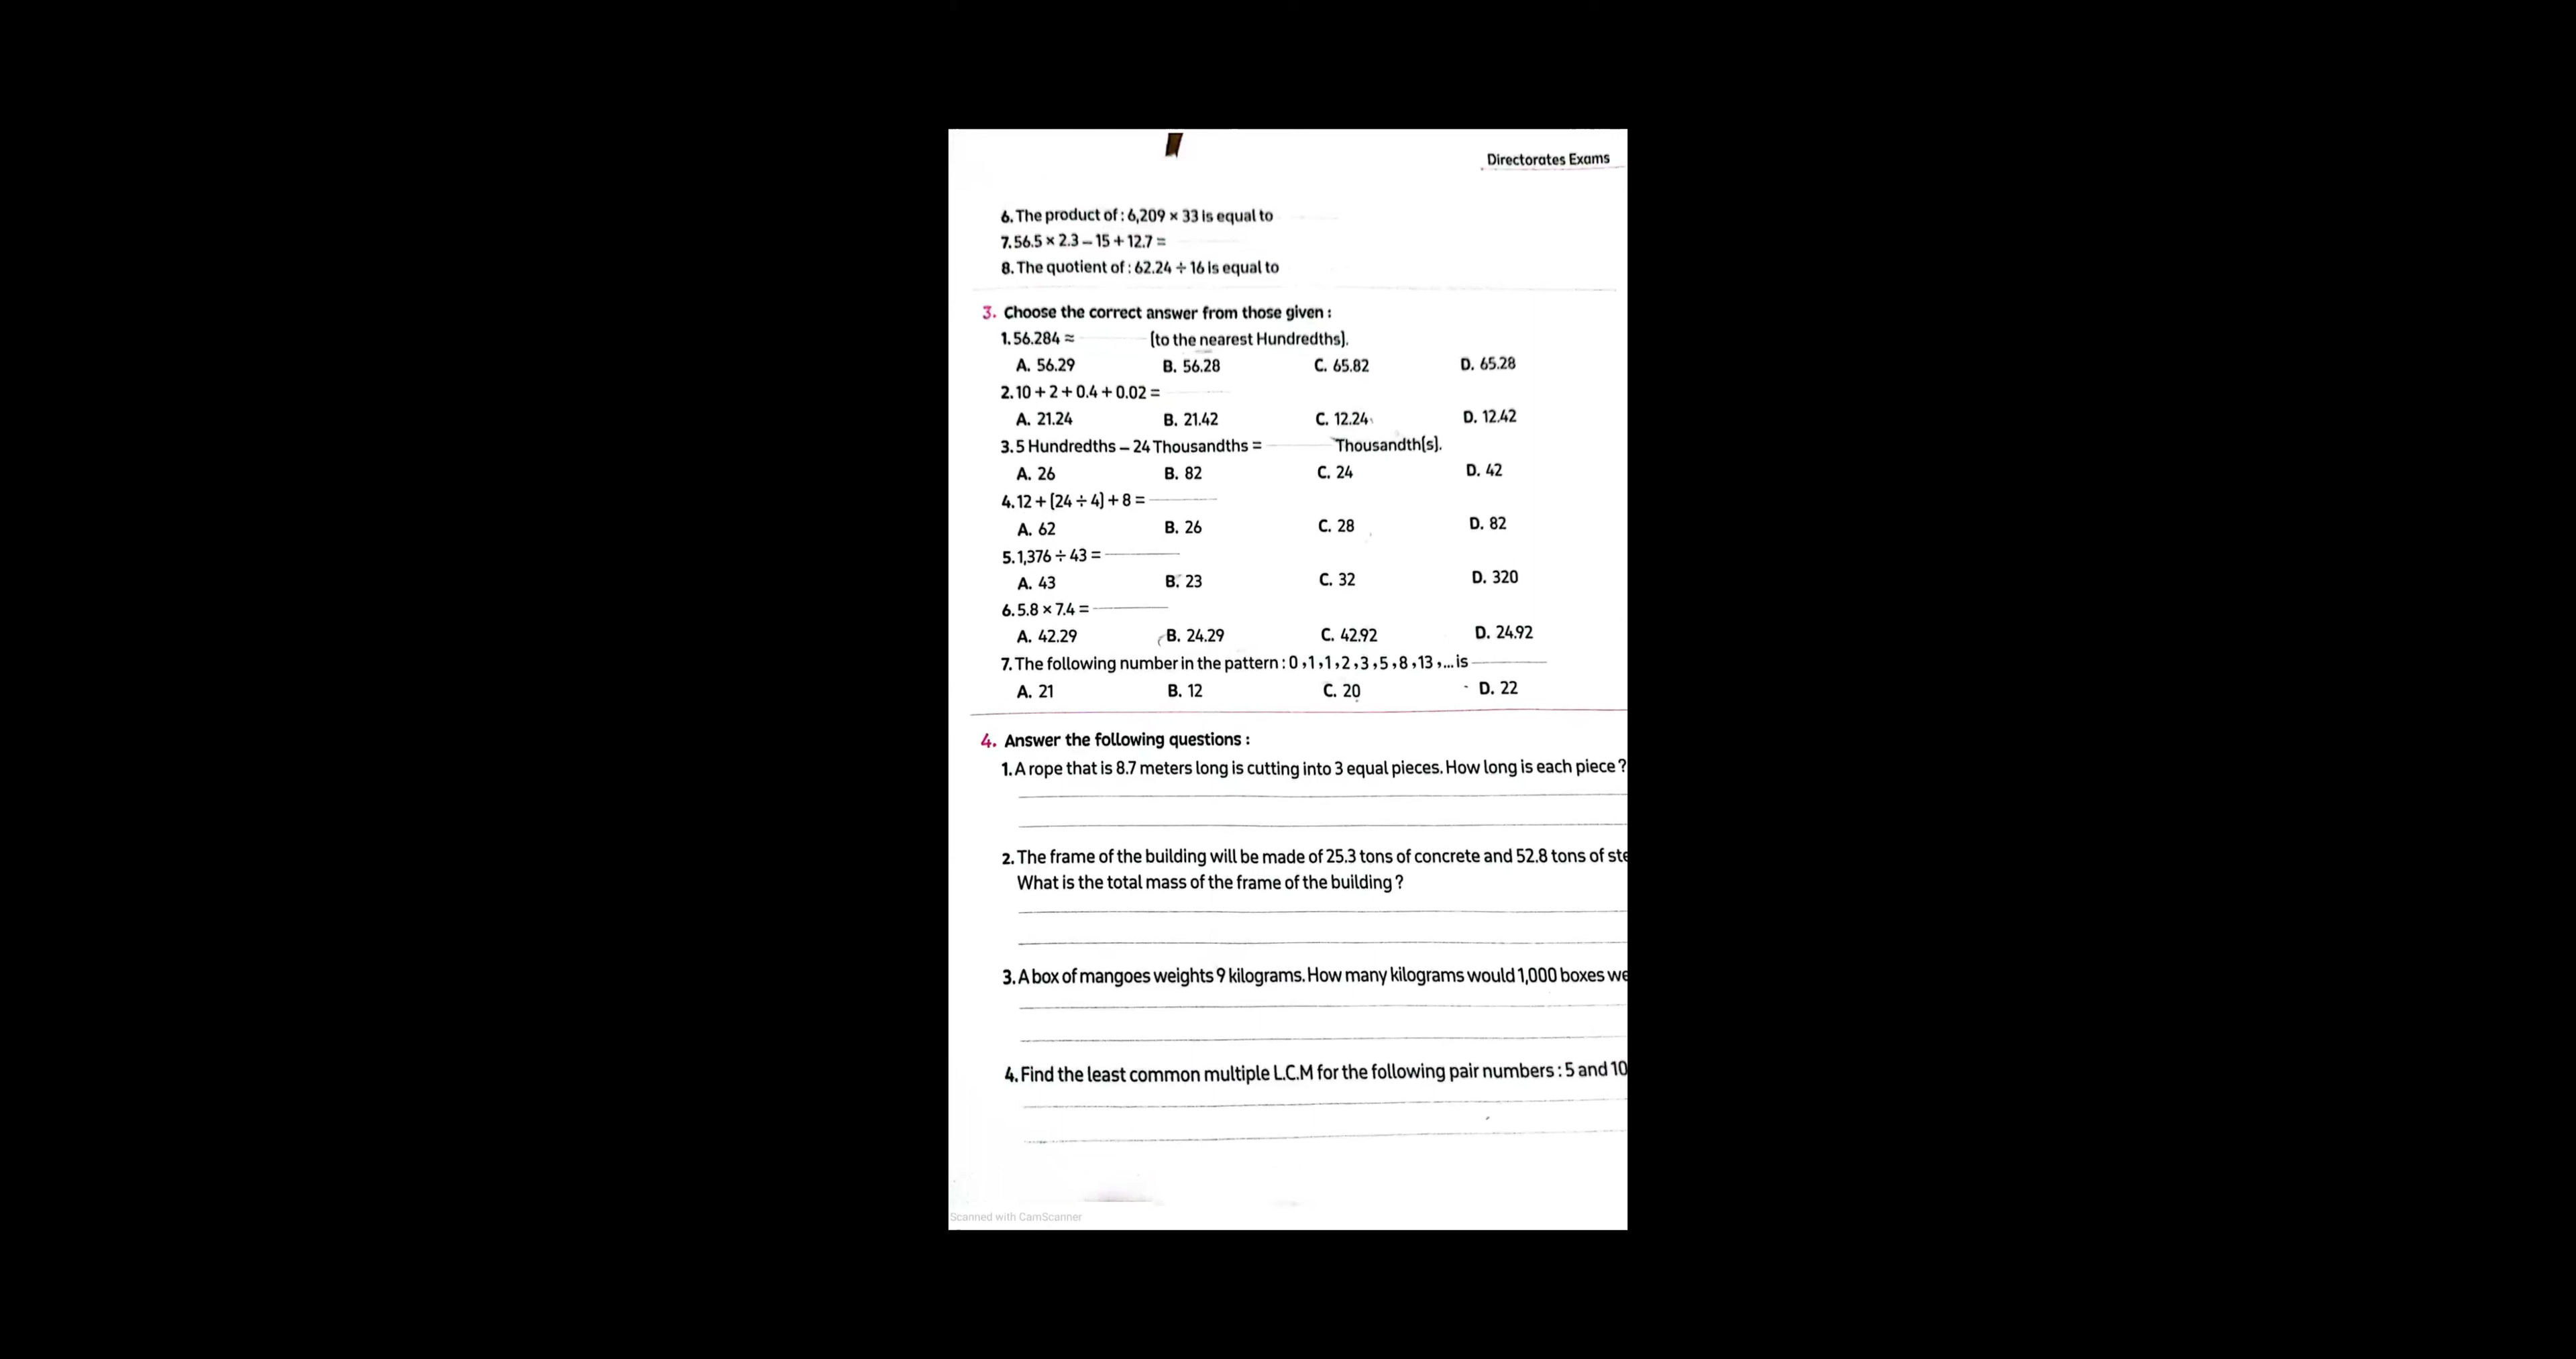 Directorates Exams
6. The product of : 6,209 × 33 is equal to
7. 56.5 × 2.3 – 15 + 12.7 =
8. The quotient of : 62.24 ÷ 16 is equal to
3. Choose the correct answer from those given :
1. 56.284 ≈ (to the nearest Hundredths).
A. 56.29 B. 56.28 C. 65.82 D. 65.28
2. 10 + 2 + 0.4 + 0.02 =
A. 21.24 B. 21.42 C. 12.24 D. 12.42
3. 5 Hundredths – 24 Thousandths = Thousandth(s).
A. 26 B. 82 C. 24 D. 42
4. 12 + (24 ÷ 4) + 8 =
A. 62 B. 26 C. 28 D. 82
5. 1,376 ÷ 43 =
A. 43 B. 23 C. 32 D. 320
6. 5.8 × 7.4 =
A. 42.29 B. 24.29 C. 42.92 D. 24.92
7. The following number in the pattern : 0 , 1 , 1 , 2 , 3 , 5 , 8 , 13 , ... is
A. 21 B. 12 C. 20 D. 22
4. Answer the following questions :
1. A rope that is 8.7 meters long is cutting into 3 equal pieces. How long is each piece ?
2. The frame of the building will be made of 25.3 tons of concrete and 52.8 tons of
What is the total mass of the frame of the building ?
3. A box of mangoes weights 9 kilograms. How many kilograms would 1,000 boxes
4. Find the least common multiple L.C.M for the following pair numbers : 5 and 10
Scanned with CamScanner